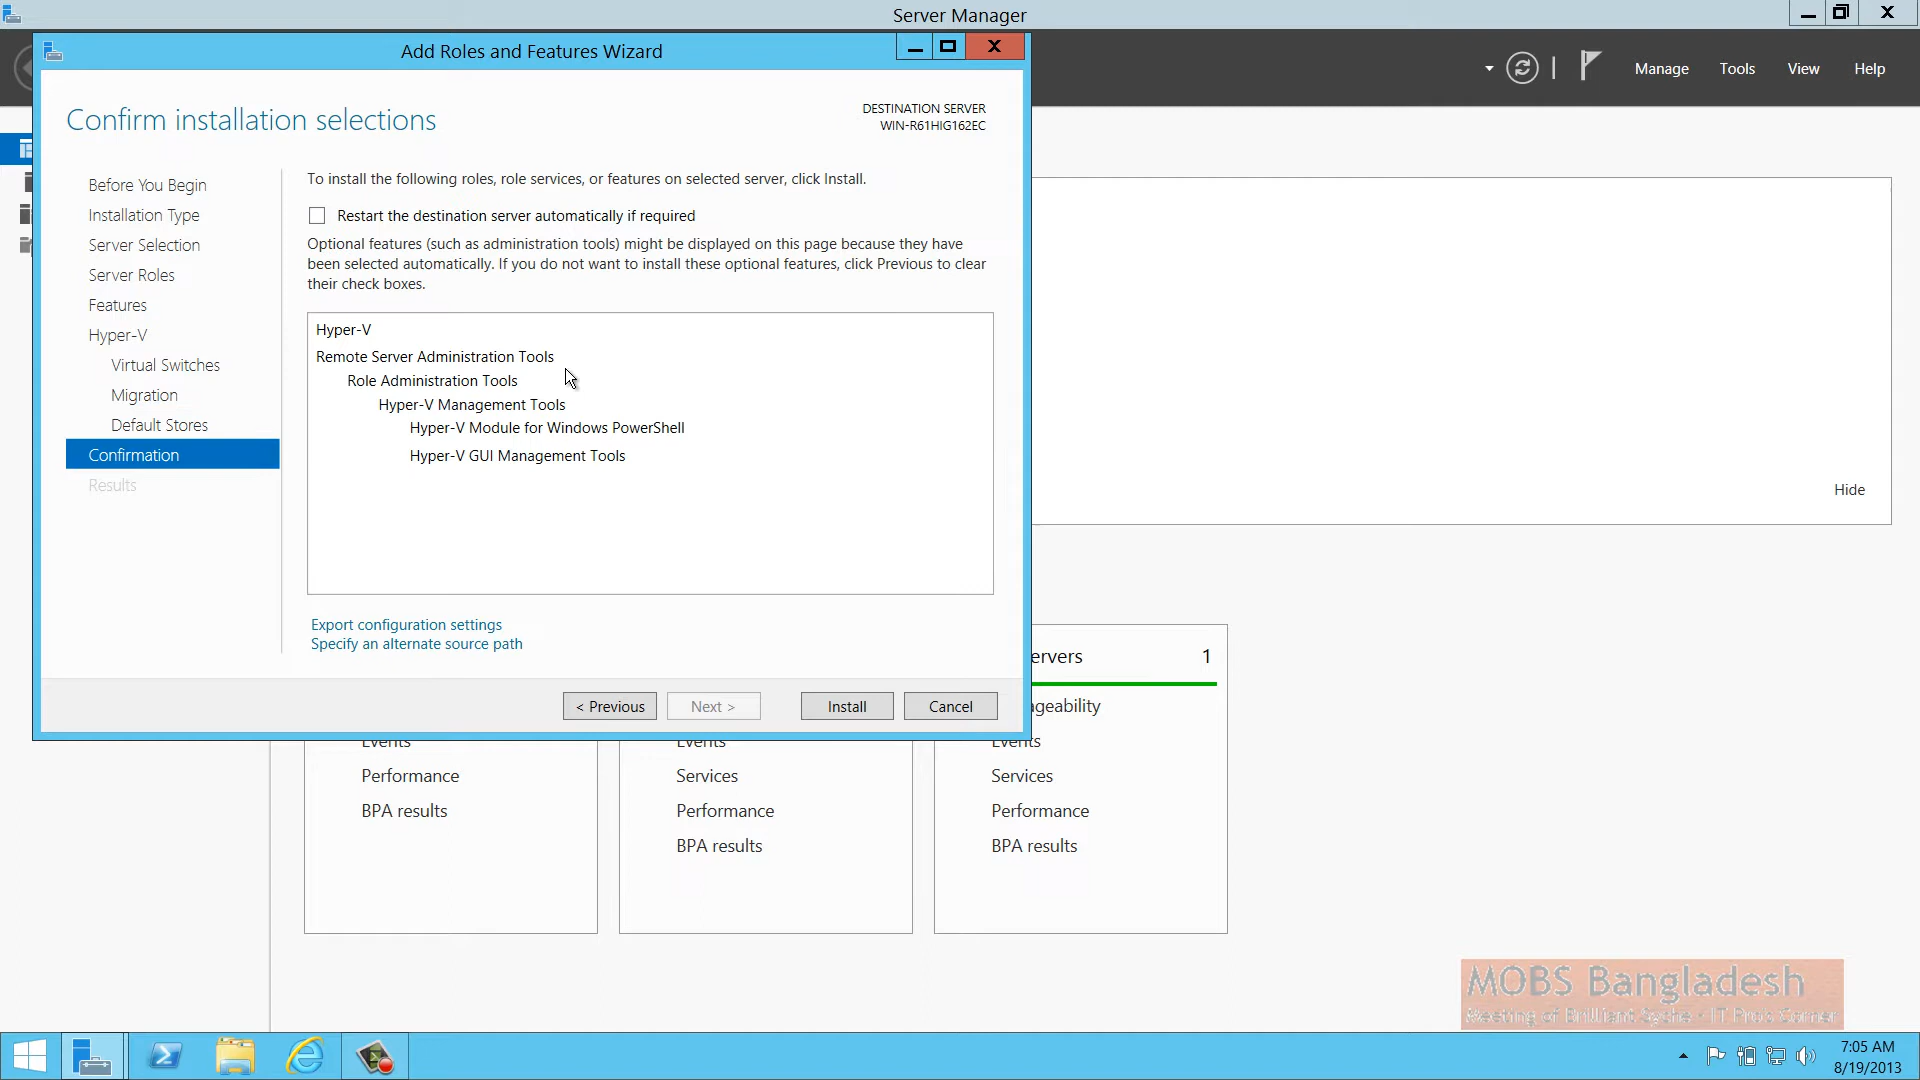 Server Manager
Add Roles and Features Wizard
Manage
Tools
View
Help
Confirm installation selections
DESTINATION SERVER
WIN-R61HIG162EC
Before You Begin
Installation Type
Server Selection
Server Roles
Features
Hyper-V
Virtual Switches
Migration
Default Stores
Confirmation
Results
To install the following roles, role services, or features on selected server, click Install.
Restart the destination server automatically if required
Optional features (such as administration tools) might be displayed on this page because they have
been selected automatically. If you do not want to install these optional features, click Previous to clear
their check boxes.
Hyper-V
Remote Server Administration Tools
Role Administration Tools
Hyper-V Management Tools
Hyper-V Module for Windows PowerShell
Hyper-V GUI Management Tools
Export configuration settings
Specify an alternate source path
< Previous
Next >
Install
Cancel
Hide
Events
Performance
BPA results
Events
Services
Performance
BPA results
ervers 1
ageability
Events
Services
Performance
BPA results
MOBS Bangladesh
Meeting of Brilliant - IT Pro's Corner
7:05 AM
8/19/2013